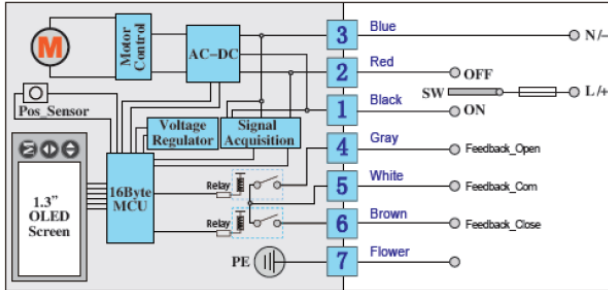 M
Motor
Control
AC-DC
3
Blue
N/-
2
Red
OFF
SW
L/+
1
Black
ON
Pos_Sensor
Voltage
Regulator
Signal
Acquisition
4
Gray
Feedback_Open
1.3”
OLED
Screen
16Byte
MCU
Relay
5
White
Feedback_Com
Relay
6
Brown
Feedback_Close
PE
7
Flower